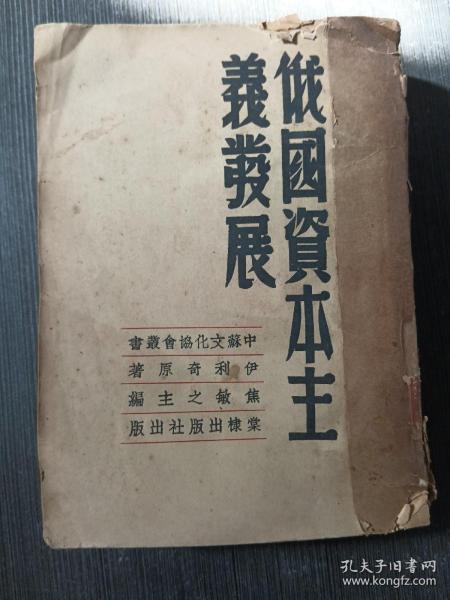 俄國資本主
義發展
中蘇文化協會叢書
伊利奇原著
焦敏之主編
棠棣出版社出版
孔夫子旧书网
www.kongfz.com